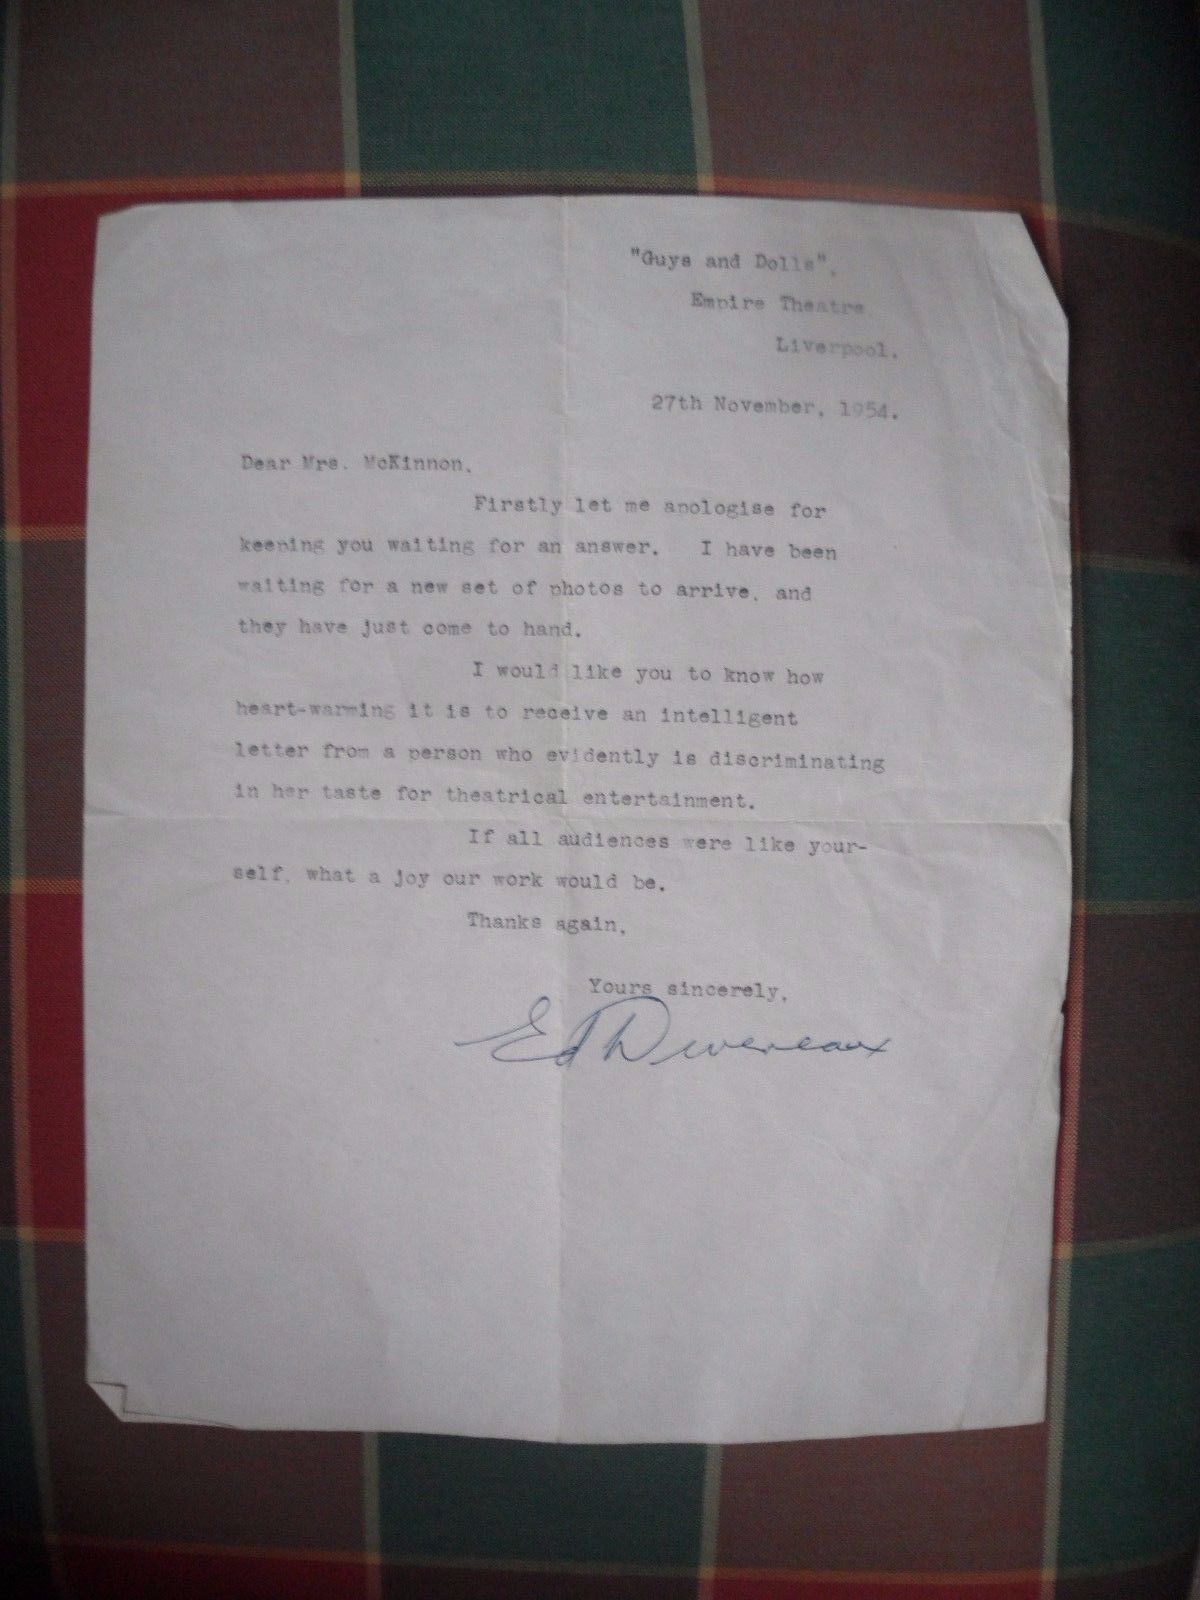 "Guys and Dolls",
Empire Theatre
Liverpool.
27th November, 1954.
Dear Mrs. McKinnon,
Firstly let me apologise for
keeping you waiting for an answer. I have been
waiting for a new set of photos to arrive, and
they have just come to hand.
I would like you to know how
heart-warming it is to receive an intelligent
letter from a person who evidently is discriminating
in her taste for theatrical entertainment.
If all audiences were like your-
self, what a joy our work would be.
Thanks again,
Yours sincerely,
Ed Devereaux